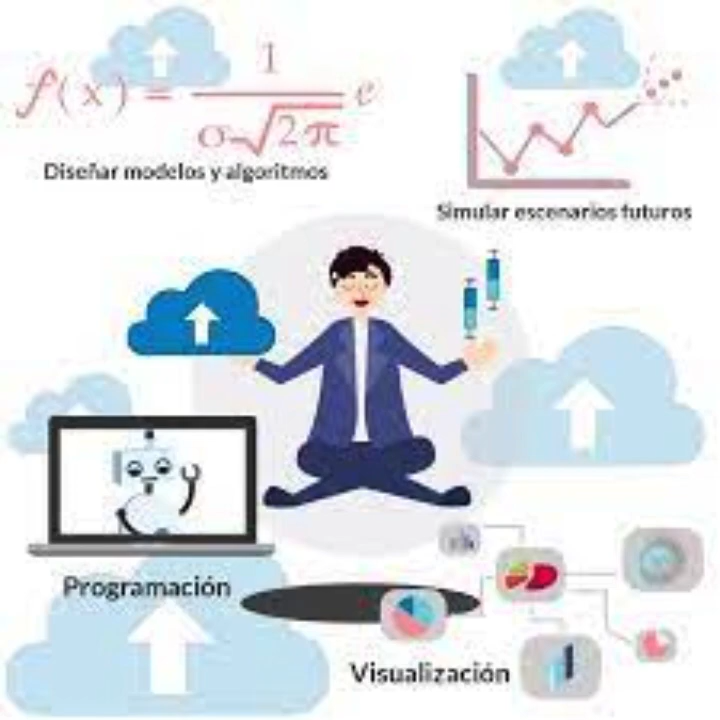 f(x) = 1 / σ√2π e
Diseñar modelos y algoritmos
Simular escenarios futuros
Programación
Visualización